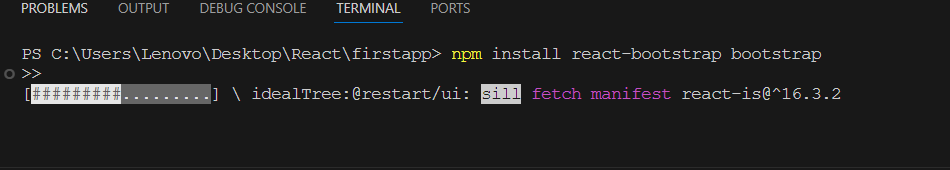 PROBLEMS OUTPUT DEBUG CONSOLE TERMINAL PORTS
PS C:\Users\Lenovo\Desktop\React\firstapp> npm install react-bootstrap bootstrap
>>
[#########.........] \ idealTree:@restart/ui: sill fetch manifest react-is@^16.3.2